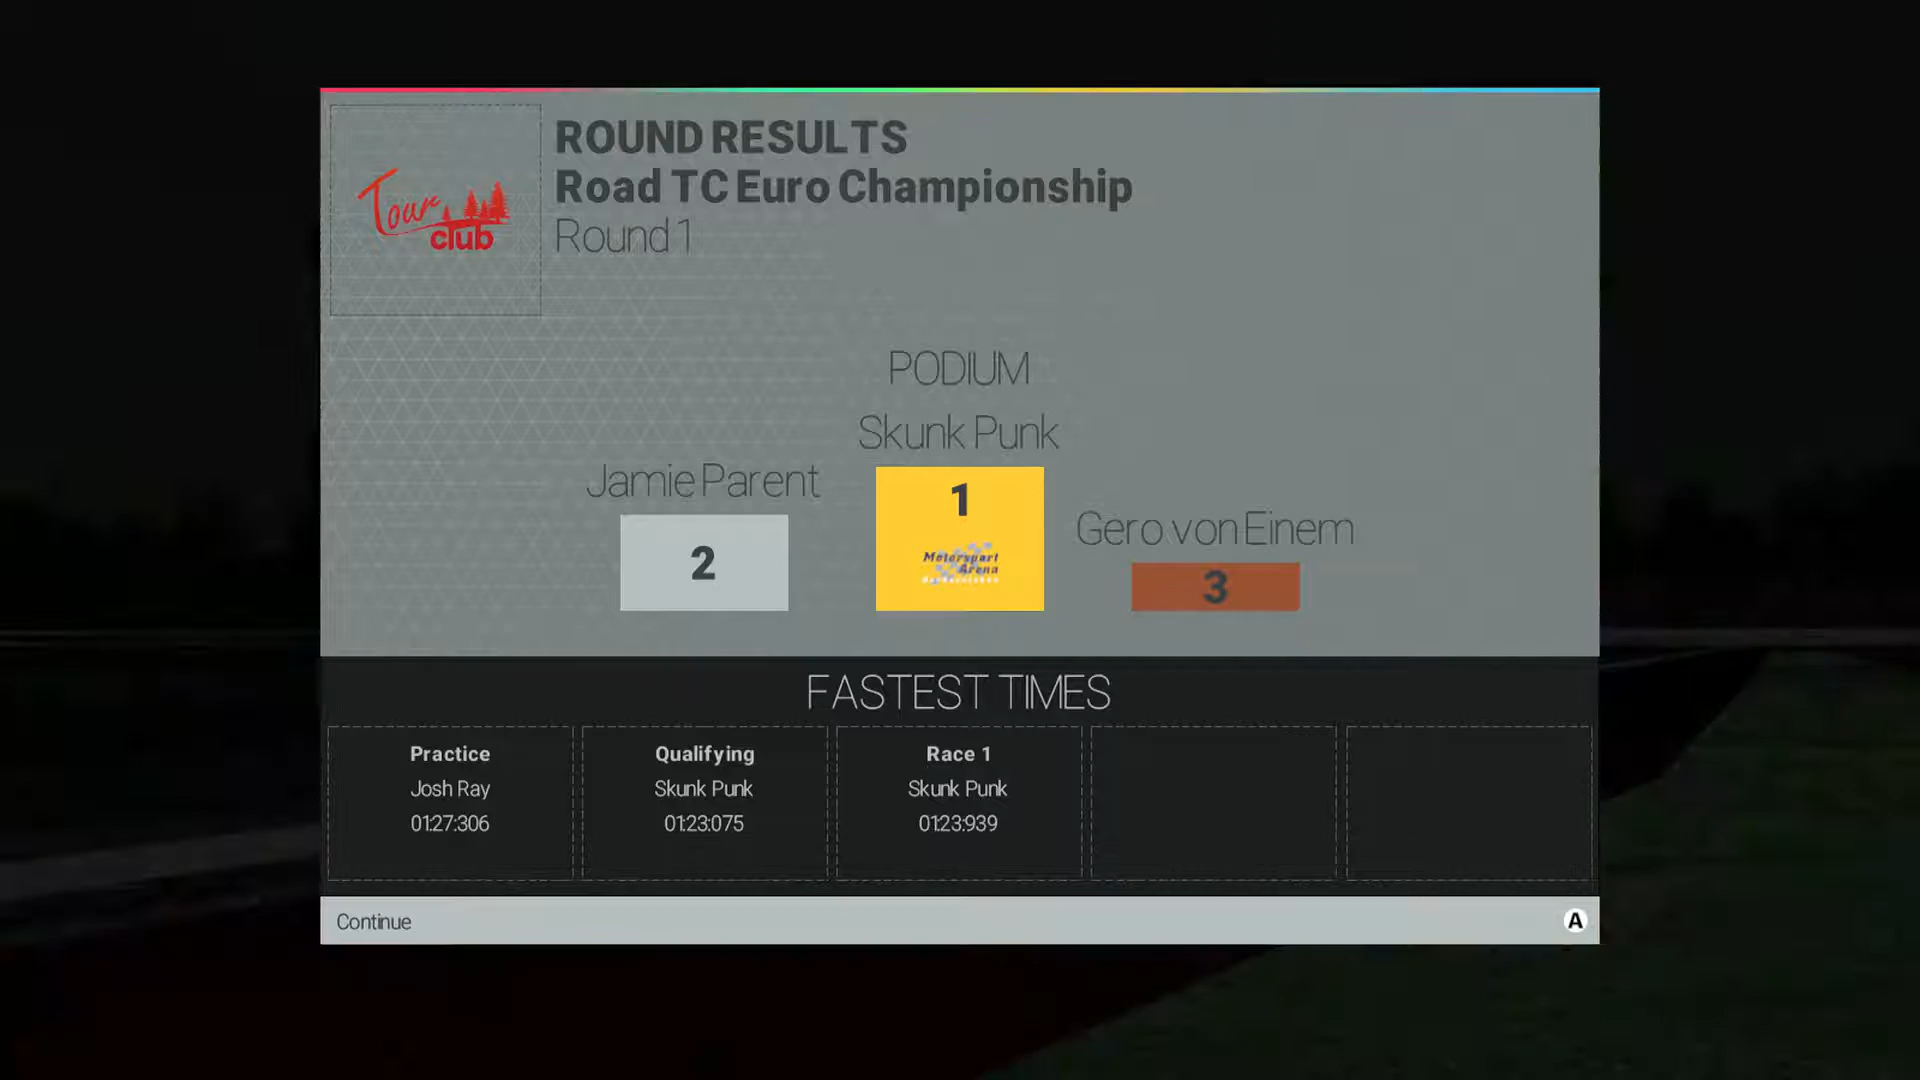 Tour
club
ROUND RESULTS
Road TC Euro Championship
Round 1
PODIUM
Skunk Punk
Jamie Parent
1
Gero von Einem
2
Motorsport
Arena
3
FASTEST TIMES
Practice
Josh Ray
01:27:306
Qualifying
Skunk Punk
01:23:075
Race 1
Skunk Punk
01:23:939
Continue
A